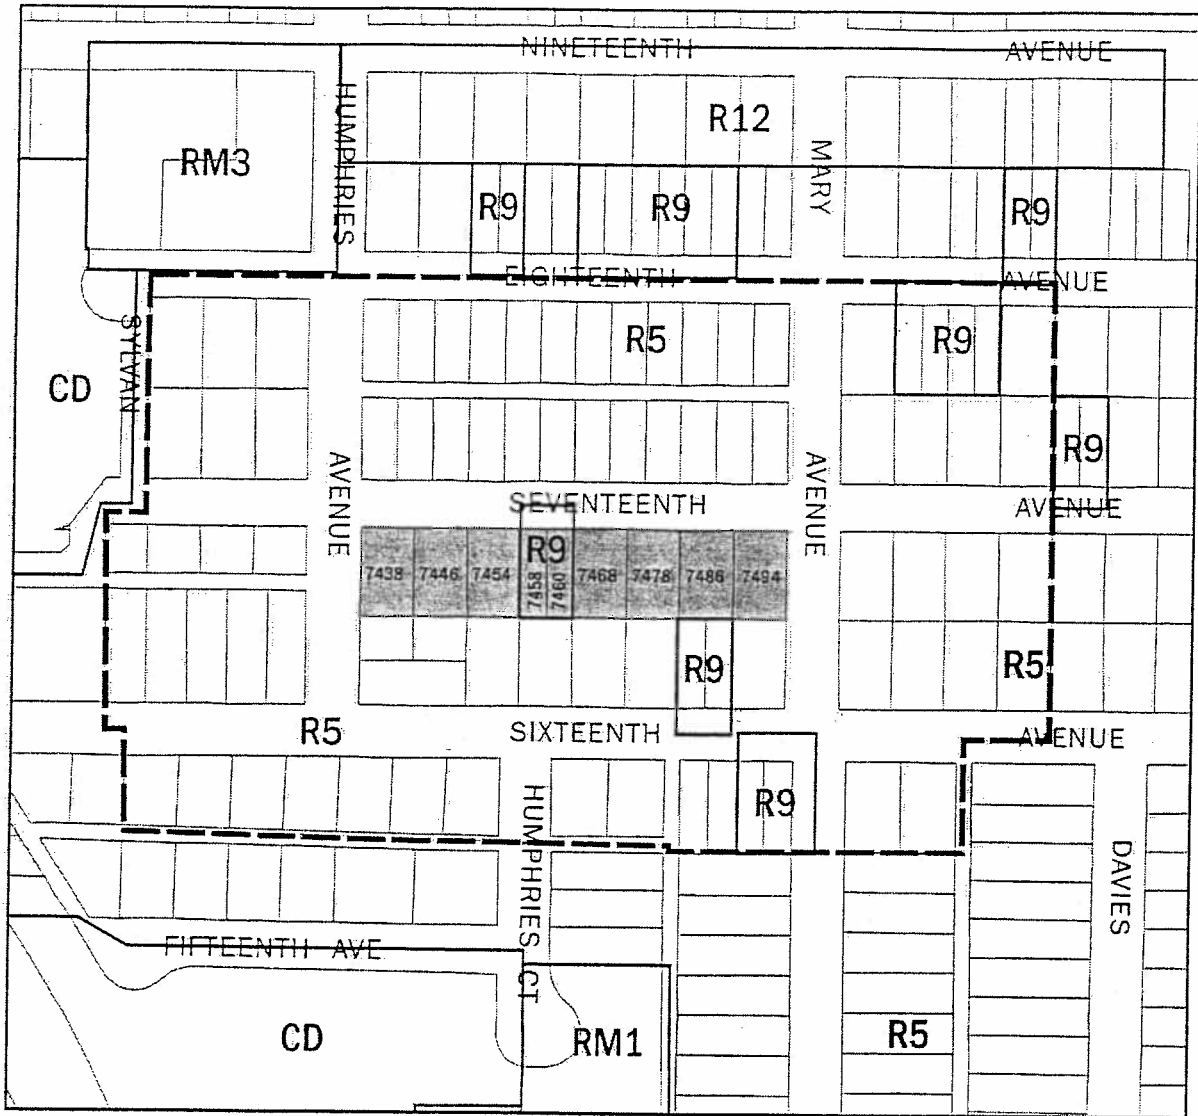 NINETEENTH AVENUE
R12
RM3
HUMPHRIES
MARY
R9 R9 R9
EIGHTEENTH AVENUE
SYLVAN
R5 R9
CD
R9
AVENUE AVENUE
SEVENTEENTH AVENUE
R9
7438 7446 7454 7458 7460 7468 7478 7486 7494
R9 R5
R5 SIXTEENTH AVENUE
R9
HUMPHRIES CT
DAVIES
FIFTEENTH AVE
CD RM1 R5